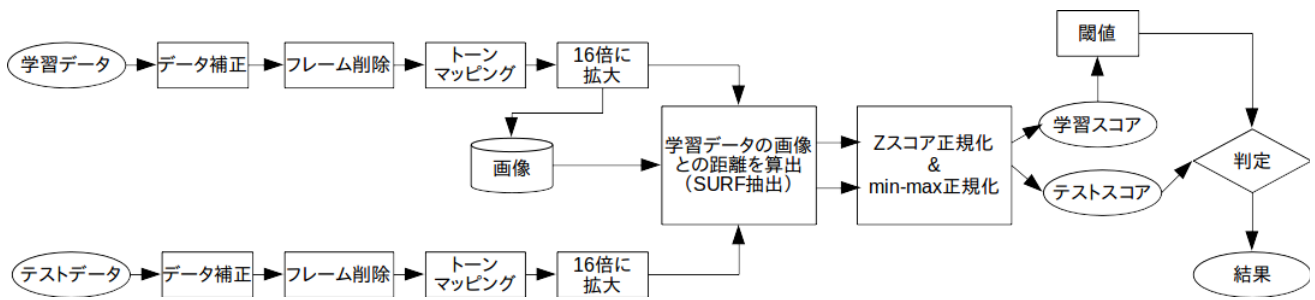 学習データ
データ補正
フレーム削除
トーン
マッピング
16倍に
拡大
画像
学習データの画像
との距離を算出
（SURF抽出）
Zスコア正規化
&
min-max正規化
閾値
学習スコア
テストスコア
判定
結果
テストデータ
データ補正
フレーム削除
トーン
マッピング
16倍に
拡大